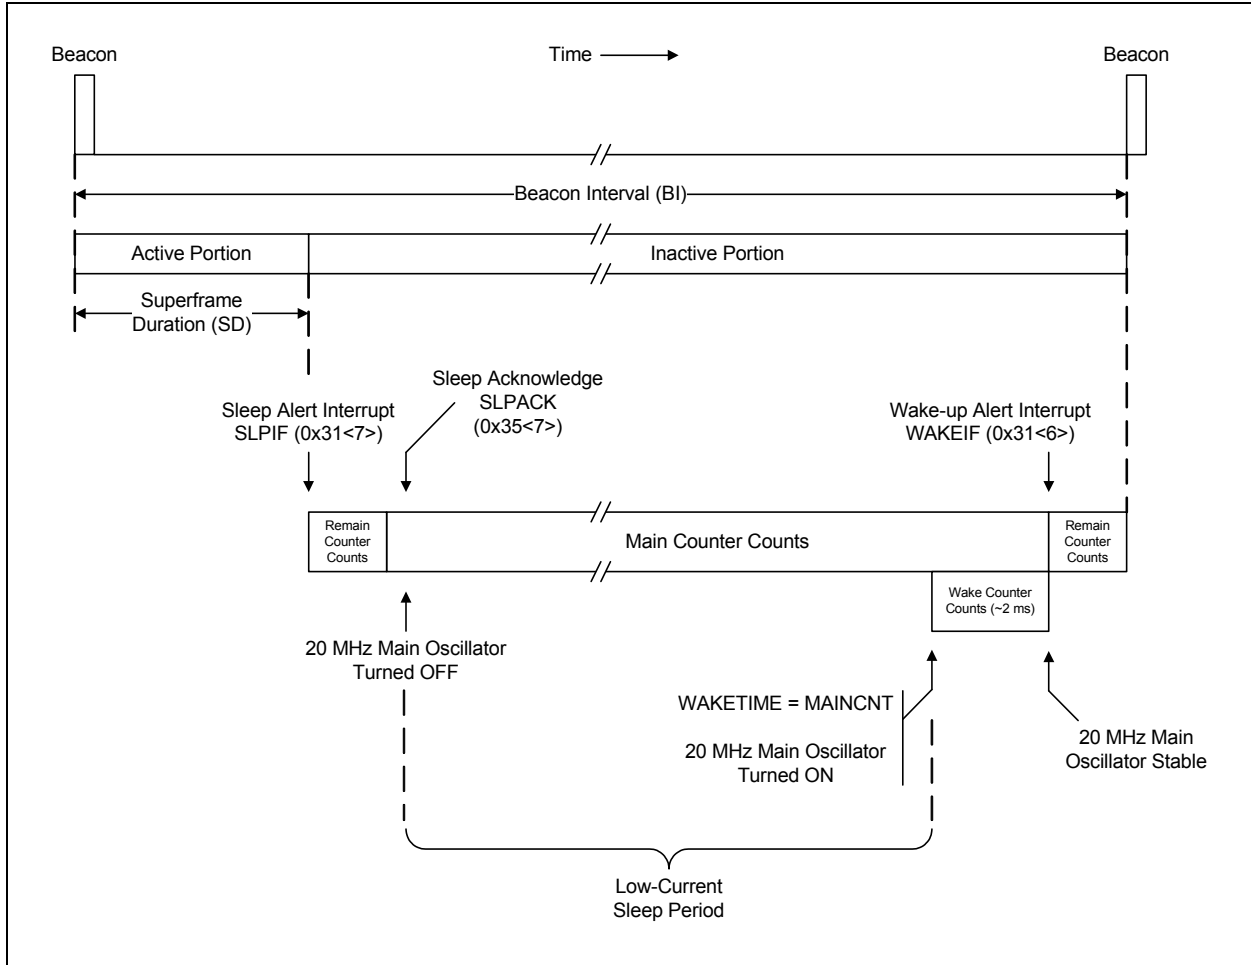 Beacon
Time
Beacon
Beacon Interval (BI)
Active Portion
Inactive Portion
Superframe
Duration (SD)
Sleep Alert Interrupt
SLPIF (0x31<7>)
Sleep Acknowledge
SLPACK
(0x35<7>)
Wake-up Alert Interrupt
WAKEIF (0x31<6>)
Remain
Counter
Counts
Main Counter Counts
Remain
Counter
Counts
Wake Counter
Counts (~2 ms)
20 MHz Main Oscillator
Turned OFF
WAKETIME = MAINCNT
20 MHz Main Oscillator
Turned ON
20 MHz Main
Oscillator Stable
Low-Current
Sleep Period